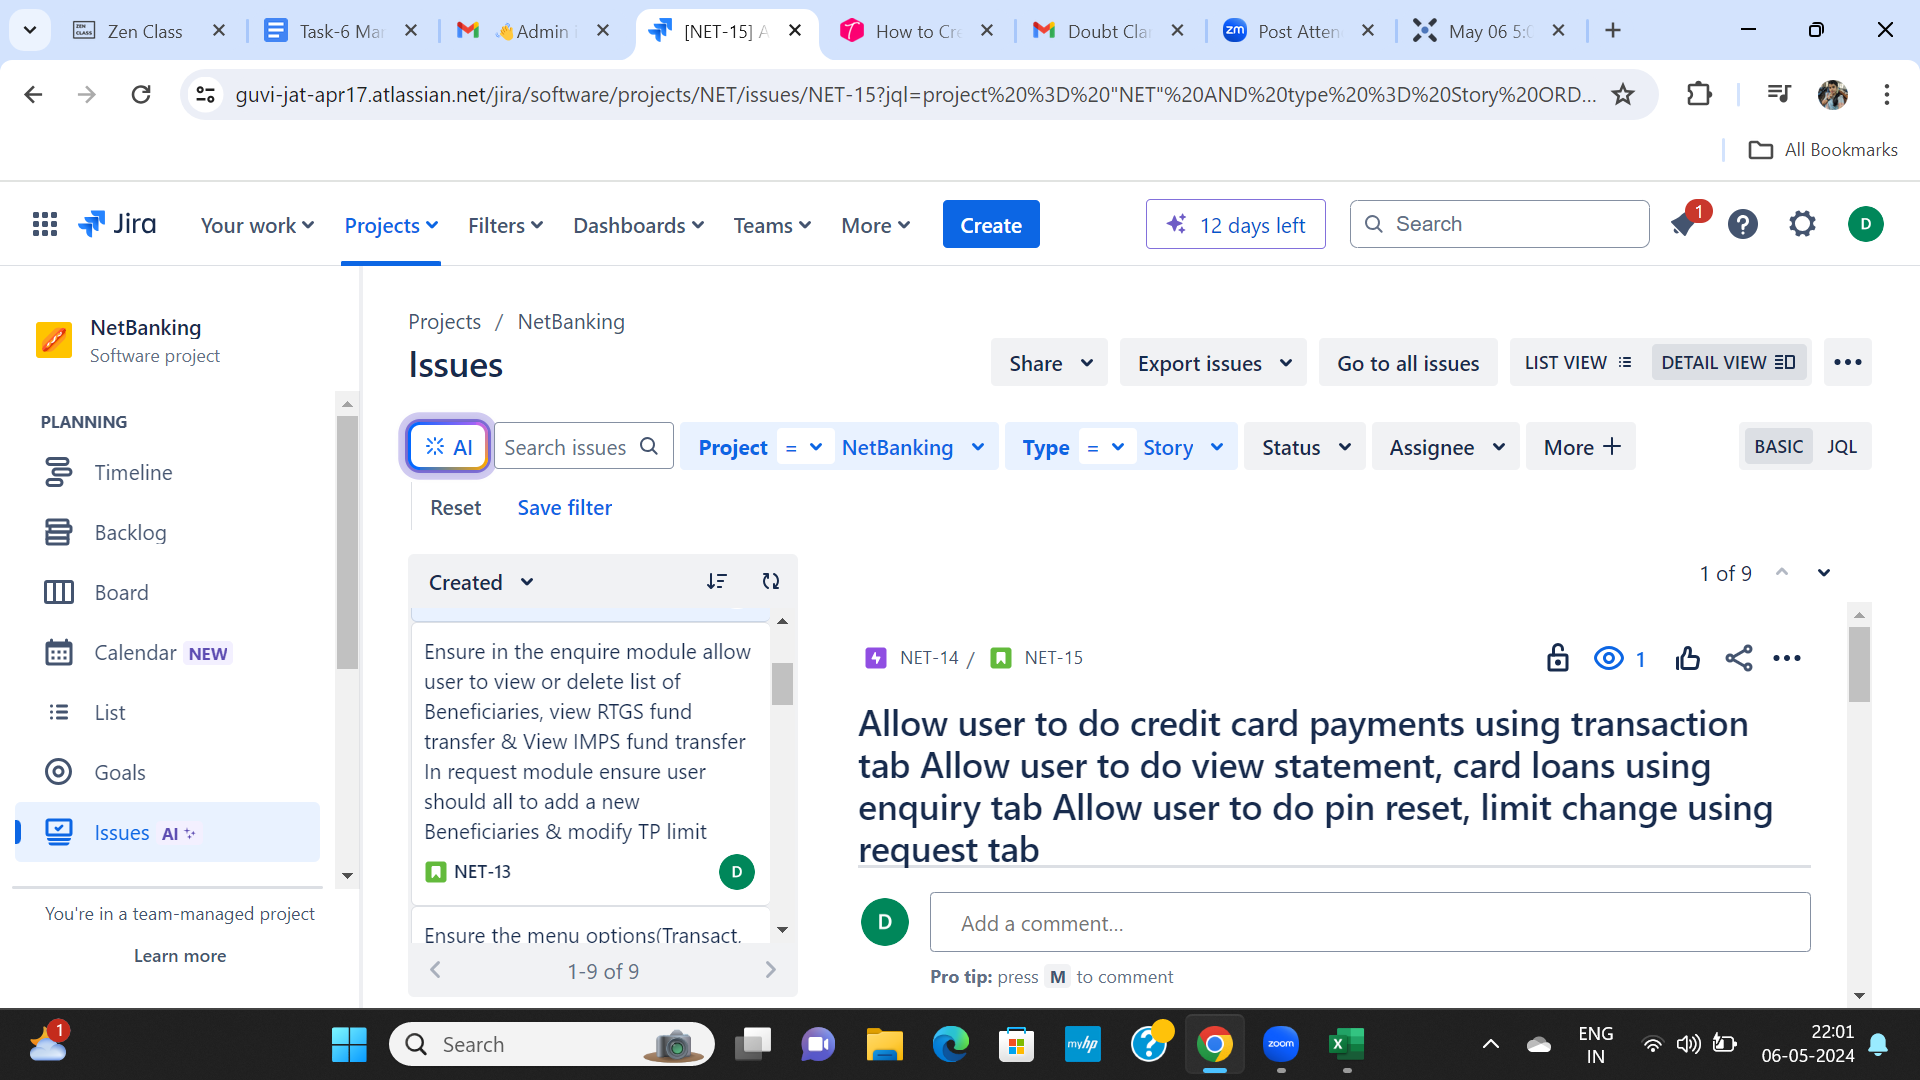 Zen Class
Task-6 Mar
👋Admin i
[NET-15] A
How to Cre
Doubt Clar
Post Atten
May 06 5:0
guvi-jat-apr17.atlassian.net/jira/software/projects/NET/issues/NET-15?jql=project%20%3D%20"NET"%20AND%20type%20%3D%20Story%20ORD...
All Bookmarks
Jira
Your work
Projects
Filters
Dashboards
Teams
More
Create
12 days left
Search
1
D
NetBanking
Software project
PLANNING
Timeline
Backlog
Board
Calendar NEW
List
Goals
Issues AI
You're in a team-managed project
Learn more
Projects / NetBanking
Issues
Share
Export issues
Go to all issues
LIST VIEW
DETAIL VIEW
AI
Search issues
Project = NetBanking
Type = Story
Status
Assignee
More +
BASIC
JQL
Reset
Save filter
Created
Ensure in the enquire module allow
user to view or delete list of
Beneficiaries, view RTGS fund
transfer & View IMPS fund transfer
In request module ensure user
should all to add a new
Beneficiaries & modify TP limit
NET-13
D
Ensure the menu options(Transact,
1-9 of 9
1 of 9
NET-14 / NET-15
1
Allow user to do credit card payments using transaction
tab Allow user to do view statement, card loans using
enquiry tab Allow user to do pin reset, limit change using
request tab
D
Add a comment...
Pro tip: press M to comment
1
Search
myhp
zoom
ENG
IN
22:01
06-05-2024